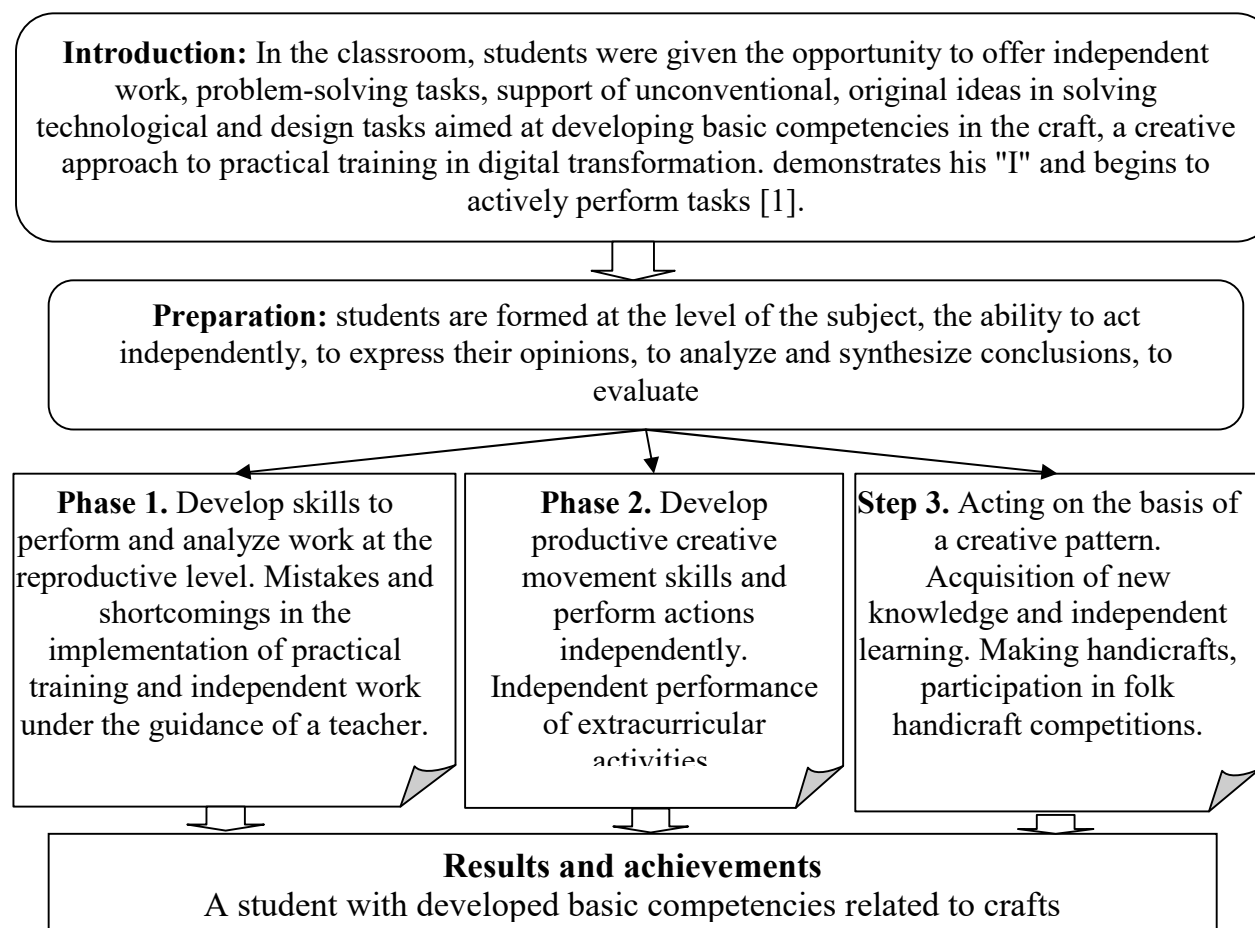 Introduction: In the classroom, students were given the opportunity to offer independent
work, problem-solving tasks, support of unconventional, original ideas in solving
technological and design tasks aimed at developing basic competencies in the craft, a creative
approach to practical training in digital transformation. demonstrates his "I" and begins to
actively perform tasks [1].
Preparation: students are formed at the level of the subject, the ability to act
independently, to express their opinions, to analyze and synthesize conclusions, to
evaluate
Phase 1. Develop skills to
perform and analyze work at the
reproductive level. Mistakes and
shortcomings in the
implementation of practical
training and independent work
under the guidance of a teacher.
Phase 2. Develop
productive creative
movement skills and
perform actions
independently.
Independent performance
of extracurricular
activities
Step 3. Acting on the basis of
a creative pattern.
Acquisition of new
knowledge and independent
learning. Making handicrafts,
participation in folk
handicraft competitions.
Results and achievements
A student with developed basic competencies related to crafts